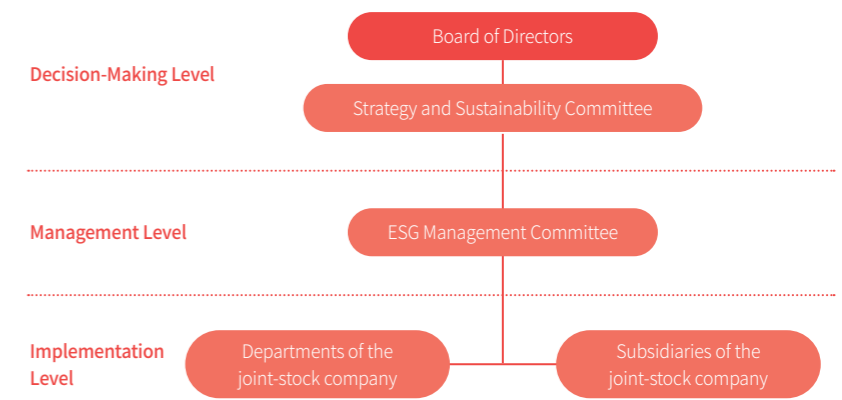 Board of Directors
Decision-Making Level
Strategy and Sustainability Committee
Management Level
ESG Management Committee
Implementation
Level
Departments of the
joint-stock company
Subsidiaries of the
joint-stock company